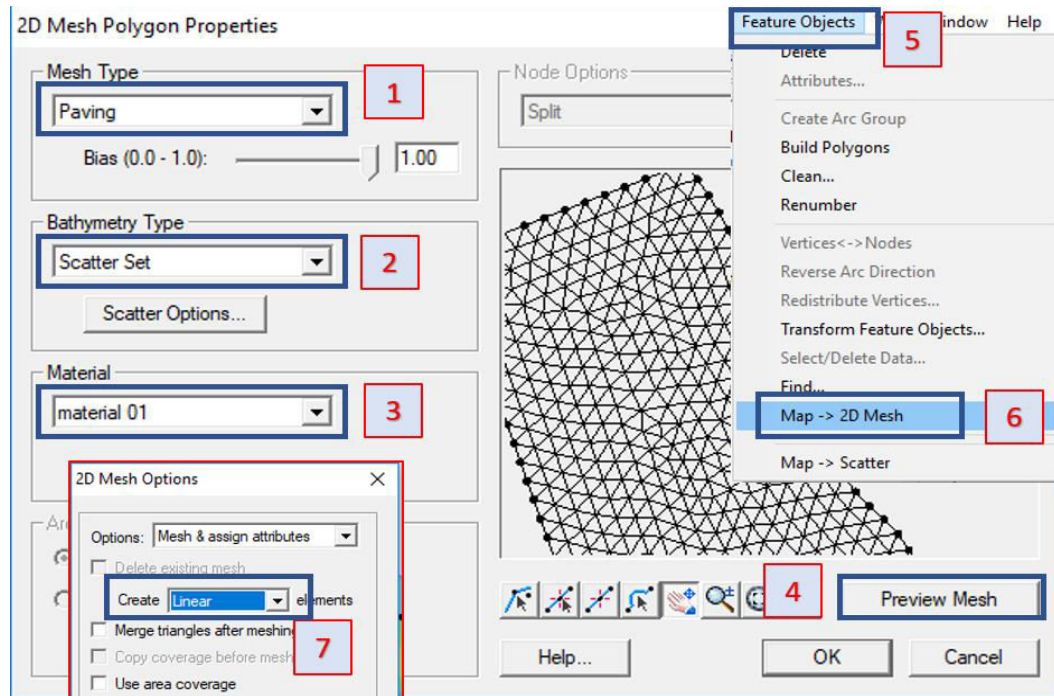 2D Mesh Polygon Properties
Mesh Type
Paving
1
Bias (0.0 - 1.0):
1.00
Bathymetry Type
Scatter Set
2
Scatter Options...
Material
material 01
3
2D Mesh Options
Options: Mesh & assign attributes
Delete existing mesh
Create Linear elements
Merge triangles after meshing
7
Copy coverage before mesh
Use area coverage
Node Options
Split
4
Preview Mesh
Help...
OK
Cancel
Feature Objects
Help
5
Delete
Attributes...
Create Arc Group
Build Polygons
Clean...
Renumber
Vertices<->Nodes
Reverse Arc Direction
Redistribute Vertices...
Transform Feature Objects...
Select/Delete Data...
Find...
Map -> 2D Mesh
6
Map -> Scatter